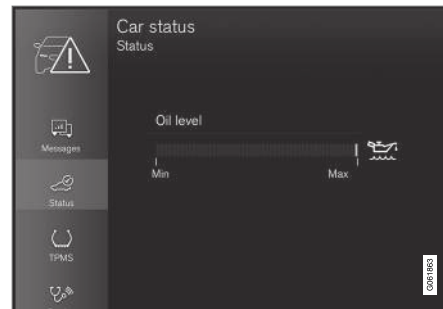 Car status
Status
Messages
Status
TPMS
Oil level
Min Max
G061863